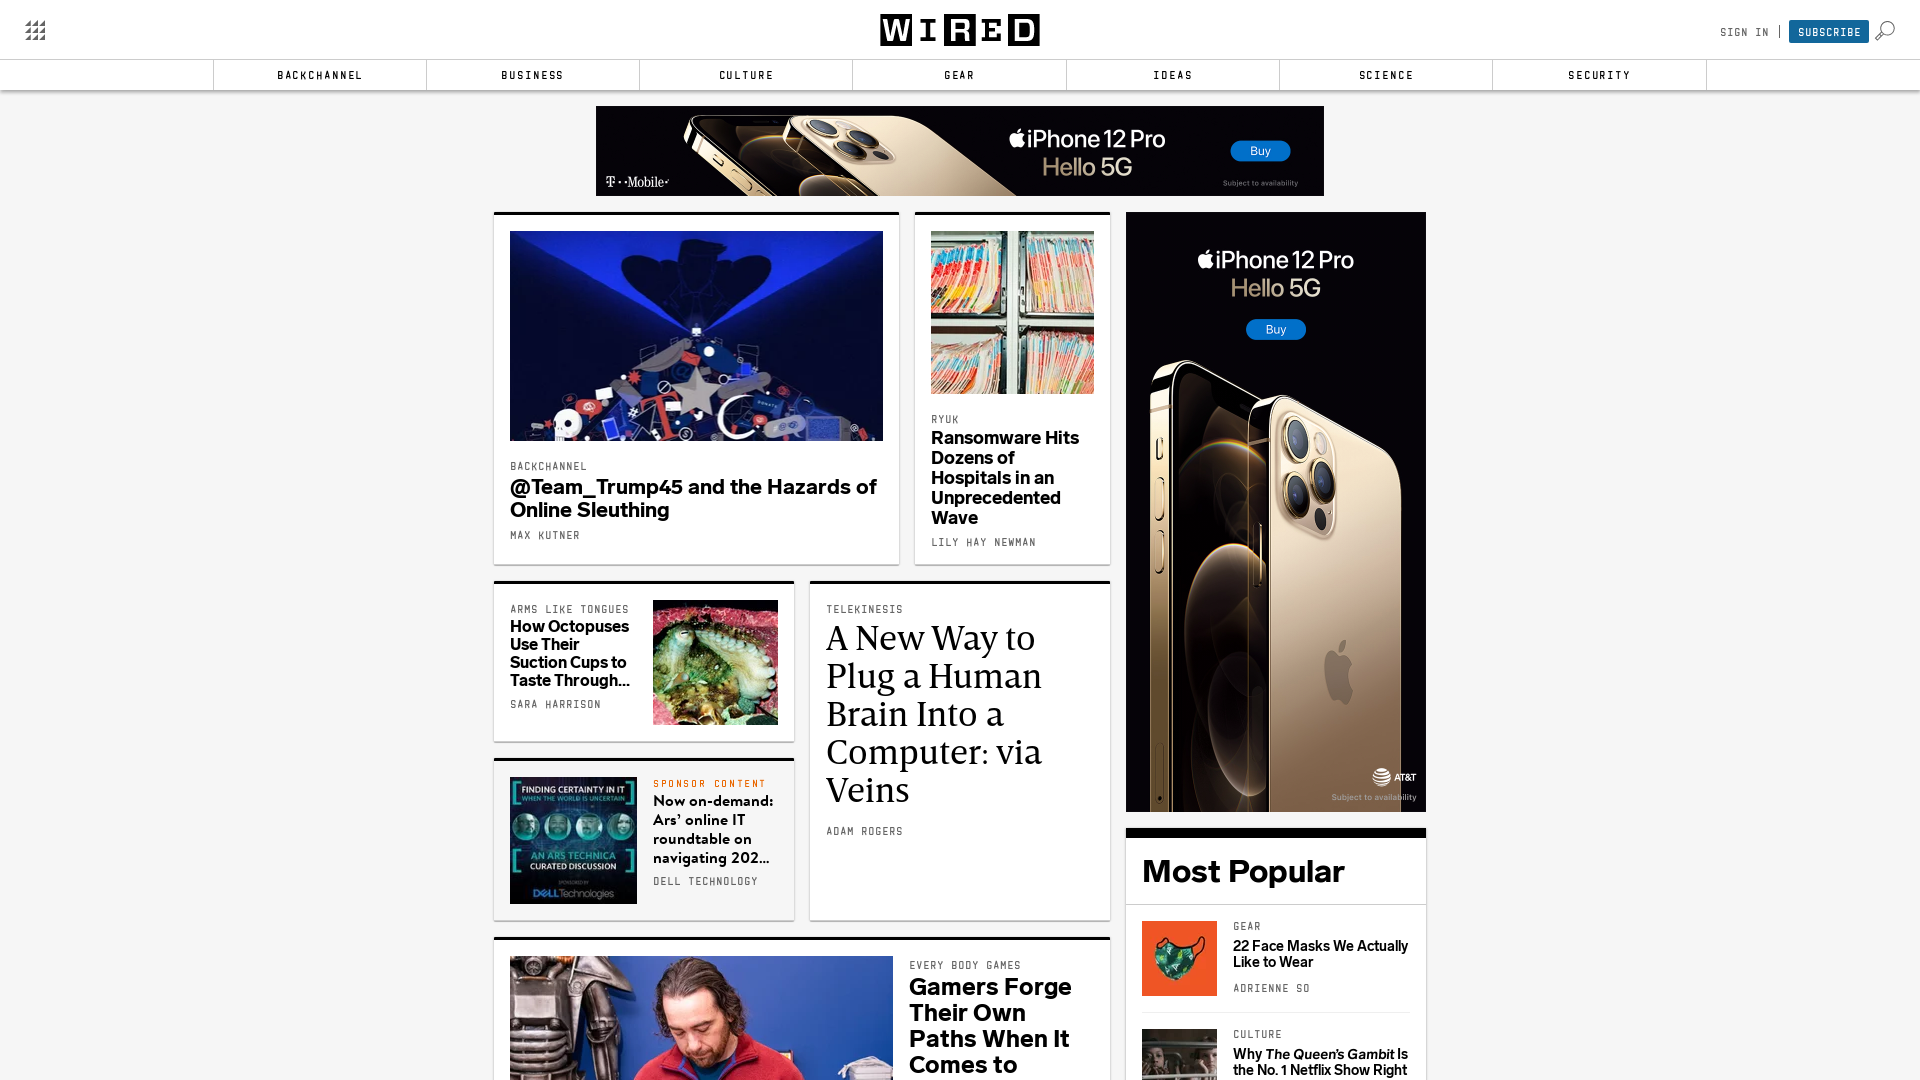 WIRED
SIGN IN
SUBSCRIBE
BACKCHANNEL
BUSINESS
CULTURE
GEAR
IDEAS
SCIENCE
SECURITY
iPhone 12 Pro
Hello 5G
Buy
T··Mobile·
Subject to availability
BACKCHANNEL
@Team_Trump45 and the Hazards of
Online Sleuthing
MAX KUTNER
RYUK
Ransomware Hits
Dozens of
Hospitals in an
Unprecedented
Wave
LILY HAY NEWMAN
iPhone 12 Pro
Hello 5G
Buy
AT&T
Subject to availability
ARMS LIKE TONGUES
How Octopuses
Use Their
Suction Cups to
Taste Through...
SARA HARRISON
TELEKINESIS
A New Way to
Plug a Human
Brain Into a
Computer: via
Veins
ADAM ROGERS
FINDING CERTAINTY IN IT
WHEN THE WORLD IS UNCERTAIN
AN ARS TECHNICA
CURATED DISCUSSION
SPONSORED BY
DELL Technologies
SPONSOR CONTENT
Now on-demand:
Ars’ online IT
roundtable on
navigating 202...
DELL TECHNOLOGY
Most Popular
GEAR
22 Face Masks We Actually
Like to Wear
ADRIENNE SO
CULTURE
Why The Queen’s Gambit Is
the No. 1 Netflix Show Right
EVERY BODY GAMES
Gamers Forge
Their Own
Paths When It
Comes to